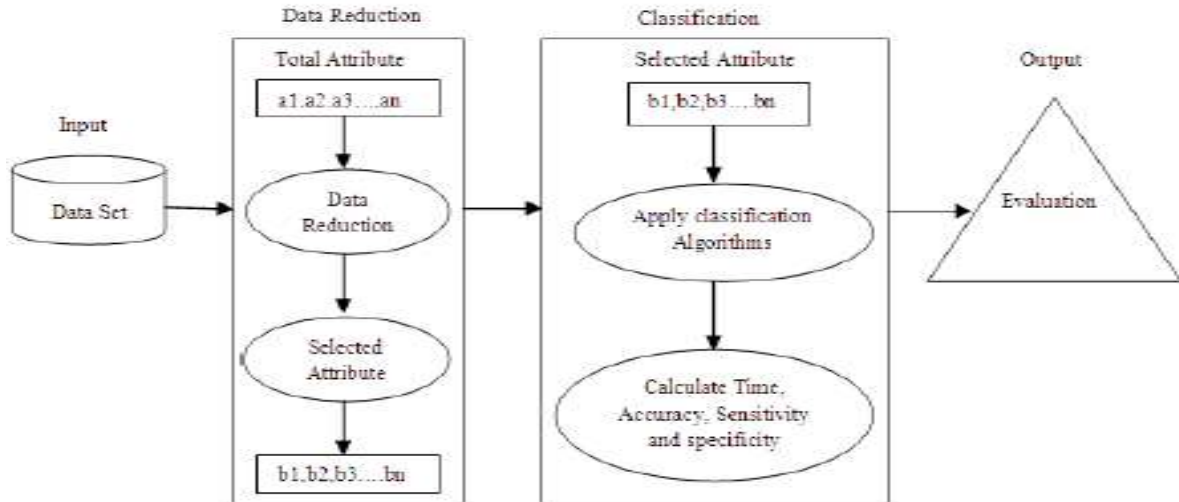 Input
Data Set
Data Reduction
Total Attribute
a1,a2,a3....an
Data
Reduction
Selected
Attribute
b1,b2,b3....bn
Classification
Selected Attribute
b1,b2,b3....bn
Apply classification
Algorithms
Calculate Time,
Accuracy, Sensitivity
and specificity
Output
Evaluation